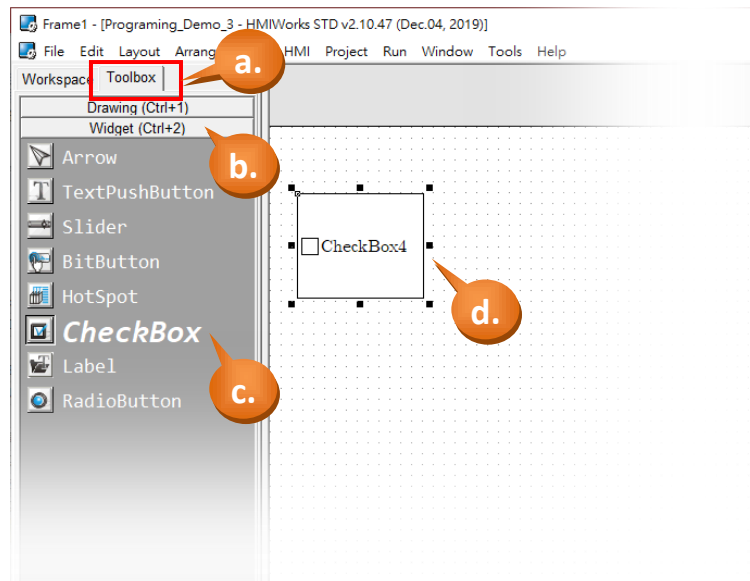 Frame1 - [Programing_Demo_3 - HMIWorks STD v2.10.47 (Dec.04, 2019)]
File Edit Layout Arrang HMI Project Run Window Tools Help
a.
Workspace Toolbox
Drawing (Ctrl+1)
Widget (Ctrl+2)
b.
Arrow
TextPushButton
Slider
BitButton
HotSpot
CheckBox
Label
RadioButton
c.
CheckBox4
d.